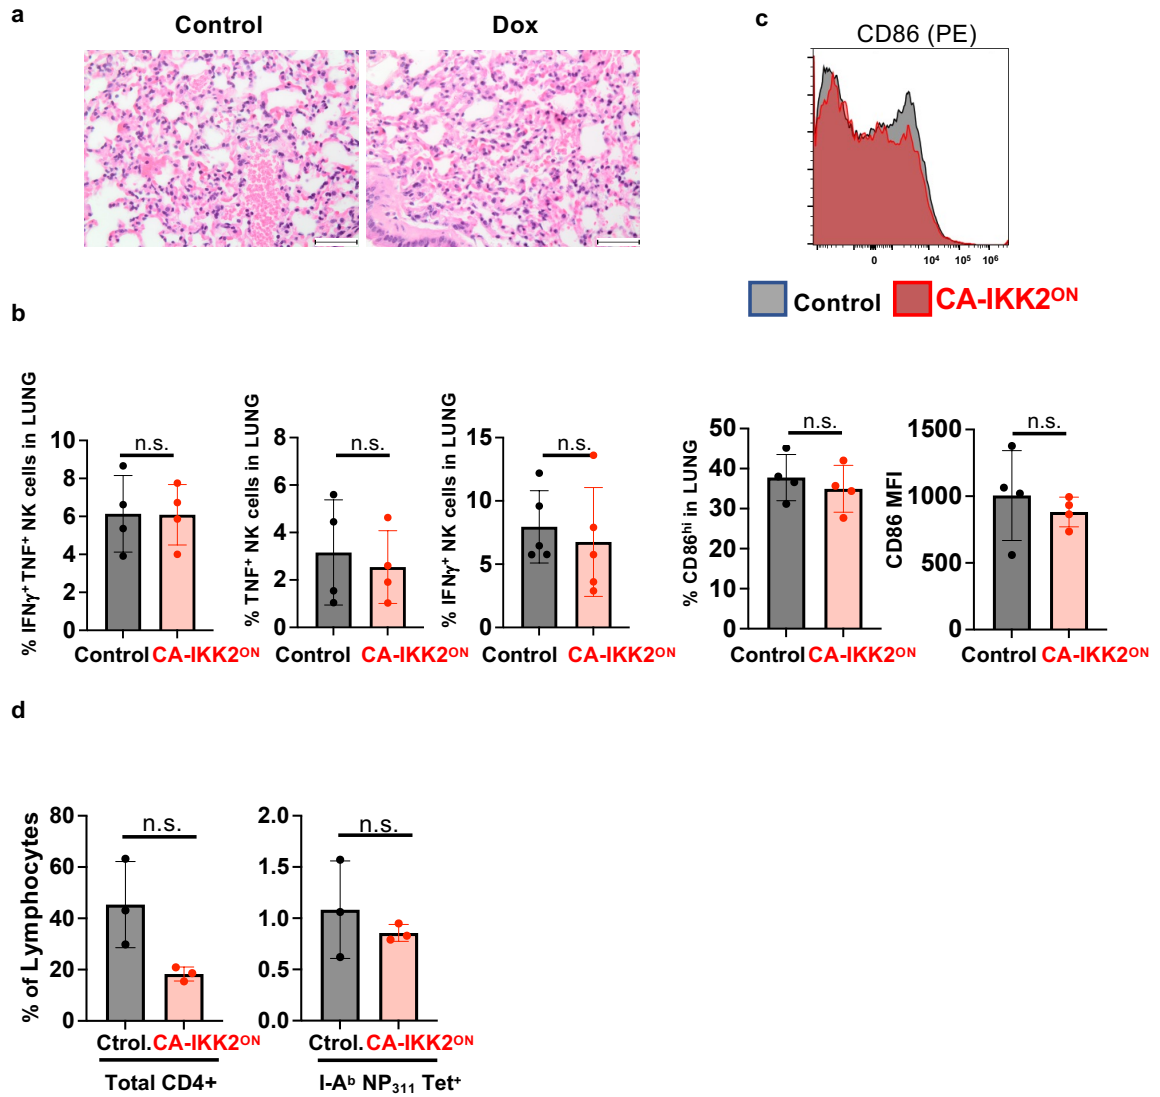 a
Control
Dox
c
CD86 (PE)
0 10⁴ 10⁵ 10⁶
Control CA-IKK2ᴼᴺ
b
% IFNγ⁺ TNF⁺ NK cells in LUNG
10
8
6
4
2
0
n.s.
Control CA-IKK2ᴼᴺ
% TNF⁺ NK cells in LUNG
8
6
4
2
0
n.s.
Control CA-IKK2ᴼᴺ
% IFNγ⁺ NK cells in LUNG
15
10
5
0
n.s.
Control CA-IKK2ᴼᴺ
% CD86ʰⁱ in LUNG
50
40
30
20
10
0
n.s.
Control CA-IKK2ᴼᴺ
CD86 MFI
1500
1000
500
0
n.s.
Control CA-IKK2ᴼᴺ
d
% of Lymphocytes
80
60
40
20
0
n.s.
Ctrol. CA-IKK2ᴼᴺ
Total CD4+
2.0
1.5
1.0
0.5
0.0
n.s.
Ctrol. CA-IKK2ᴼᴺ
I-Aᵇ NP₃₁₁ Tet⁺